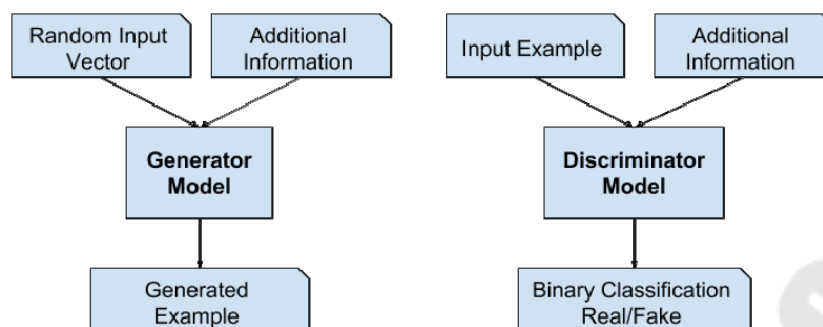 Random Input
Vector
Additional
Information
Input Example
Additional
Information
Generator
Model
Discriminator
Model
Generated
Example
Binary Classification
Real/Fake